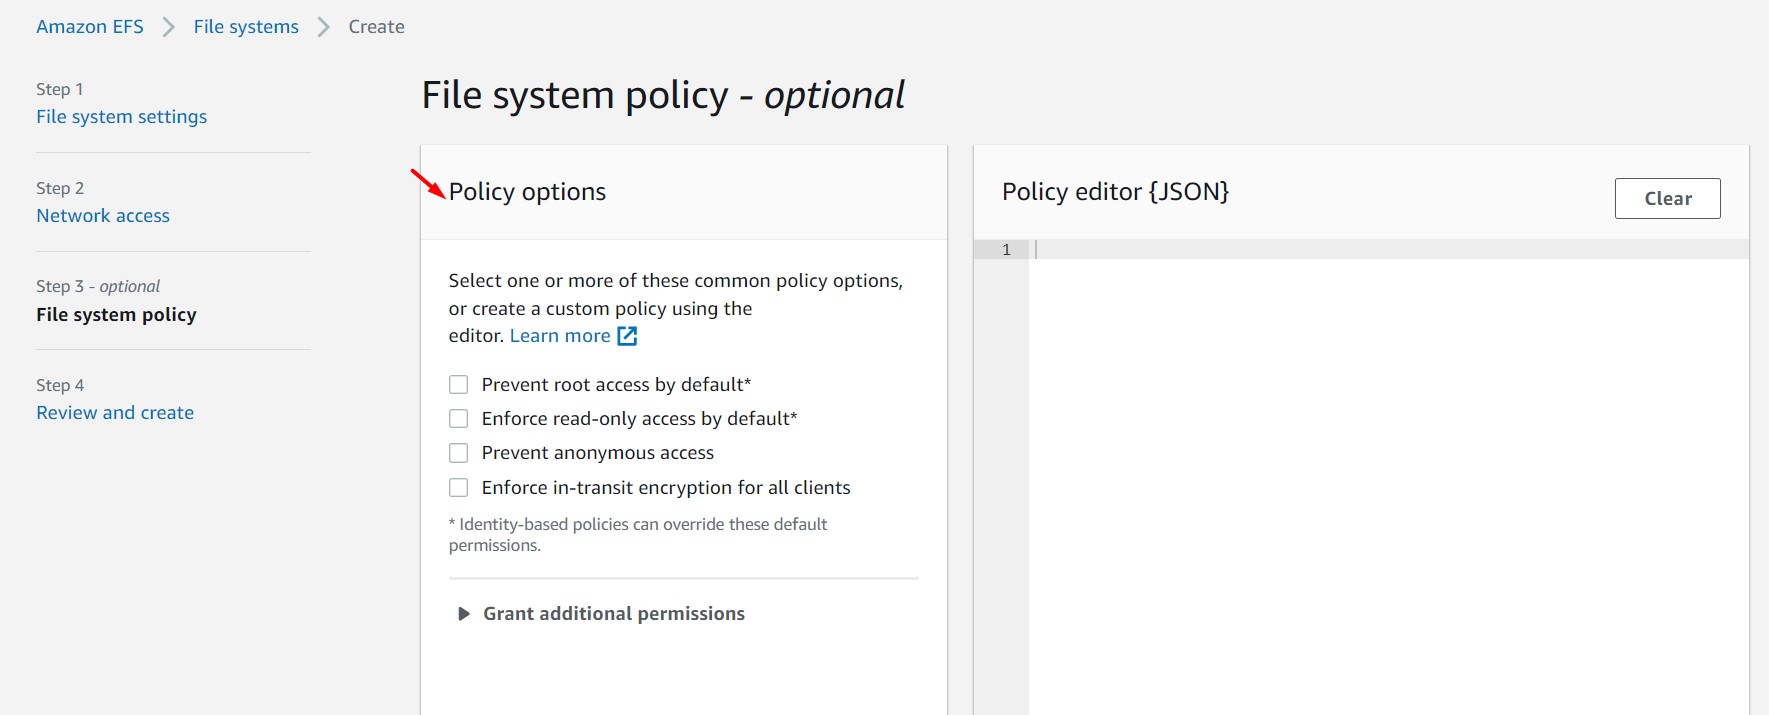 Amazon EFS
File systems
Create
Step 1
File system settings
Step 2
Network access
Step 3 - optional
File system policy
Step 4
Review and create
File system policy - optional
Policy options
Select one or more of these common policy options,
or create a custom policy using the
editor. Learn more
Prevent root access by default*
Enforce read-only access by default*
Prevent anonymous access
Enforce in-transit encryption for all clients
* Identity-based policies can override these default
permissions.
Grant additional permissions
Policy editor {JSON}
Clear
1